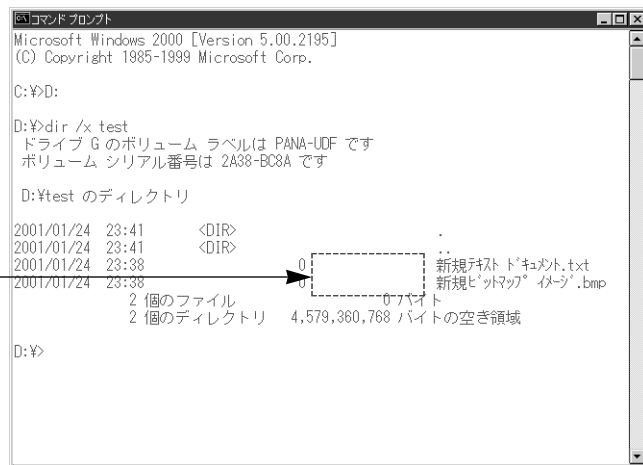 コマンド プロンプト
Microsoft Windows 2000 [Version 5.00.2195]
(C) Copyright 1985-1999 Microsoft Corp.
C:¥>D:
D:¥>dir /x test
ドライブ G のボリューム ラベルは PANA-UDF です
ボリューム シリアル番号は 2A38-BC8A です
D:¥test のディレクトリ
2001/01/24 23:41 <DIR> .
2001/01/24 23:41 <DIR> ..
2001/01/24 23:38 0 新規ﾃｷｽﾄ ﾄﾞｷｭﾒﾝﾄ.txt
2001/01/24 23:38 0 新規ﾋﾞｯﾄﾏｯﾌﾟ ｲﾒｰｼﾞ.bmp
2 個のファイル 0 バイト
2 個のディレクトリ 4,579,360,768 バイトの空き領域
D:¥>